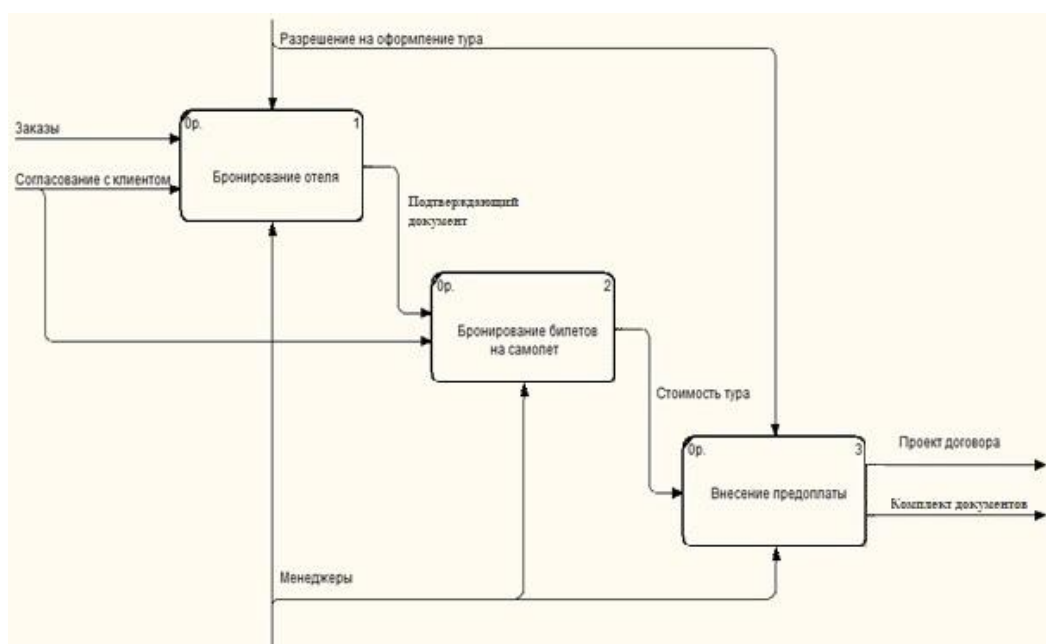 Разрешение на оформление тура
0р. 1
Заказы
Бронирование отеля
Согласование с клиентом
Подтверждающий
документ
0р. 2
Бронирование билетов
на самолет
Стоимость тура
0р. 3
Проект договора
Внесение предоплаты
Комплект документов
Менеджеры